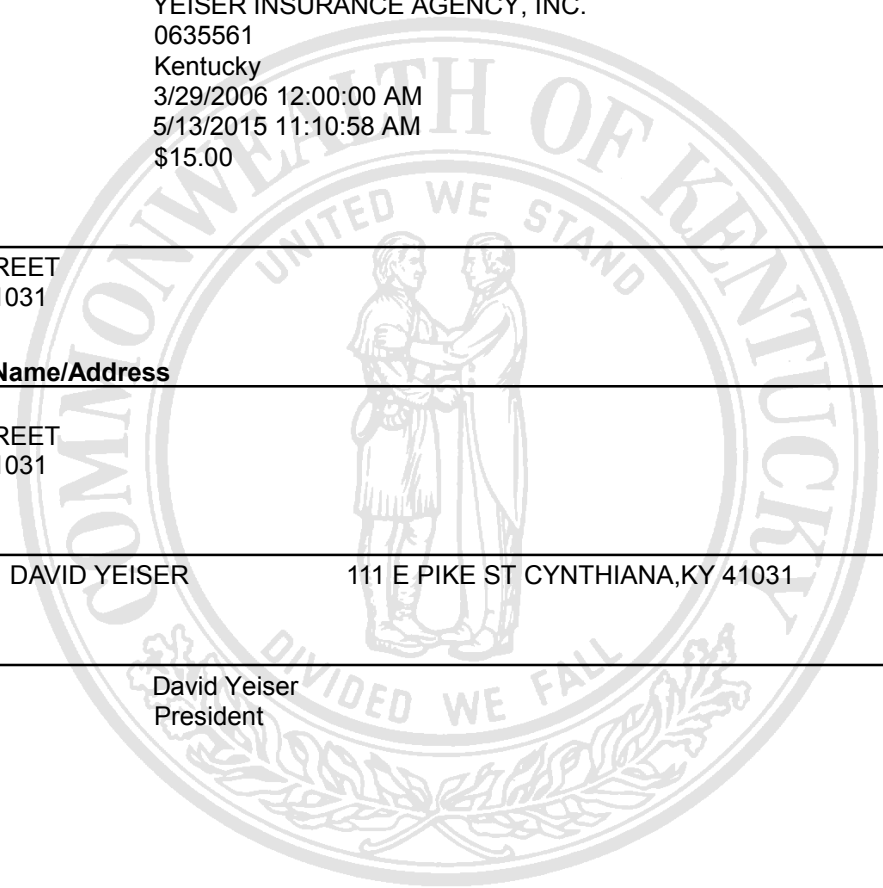 YEISER INSURANCE AGENCY, INC.
0635561
Kentucky
3/29/2006 12:00:00 AM
5/13/2015 11:10:58 AM
$15.00
COMMONWEALTH OF KENTUCKY
UNITED WE STAND
REET
1031
Name/Address
REET
1031
DAVID YEISER 111 E PIKE ST CYNTHIANA,KY 41031
DIVIDED WE FALL
David Yeiser
President